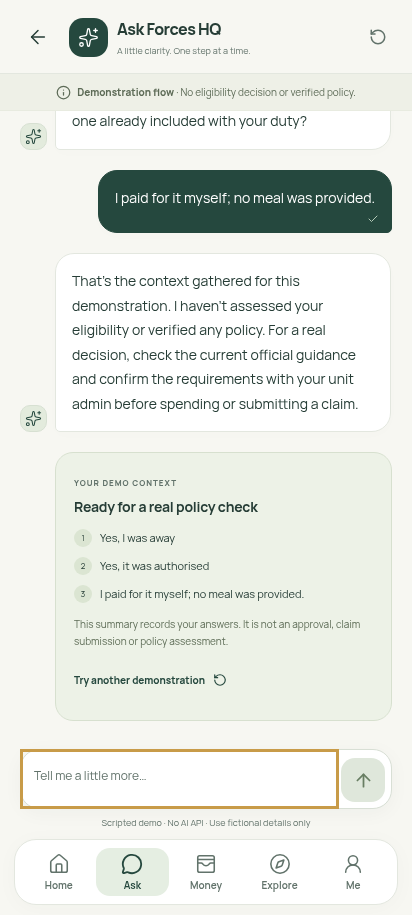 Ask Forces HQ
A little clarity. One step at a time.
Demonstration flow · No eligibility decision or verified policy.
one already included with your duty?
I paid for it myself; no meal was provided.
That's the context gathered for this
demonstration. I haven't assessed your
eligibility or verified any policy. For a real
decision, check the current official guidance
and confirm the requirements with your unit
admin before spending or submitting a claim.
YOUR DEMO CONTEXT
Ready for a real policy check
1 Yes, I was away
2 Yes, it was authorised
3 I paid for it myself; no meal was provided.
This summary records your answers. It is not an approval, claim
submission or policy assessment.
Try another demonstration
Tell me a little more…
Scripted demo · No AI API · Use fictional details only
Home Ask Money Explore Me